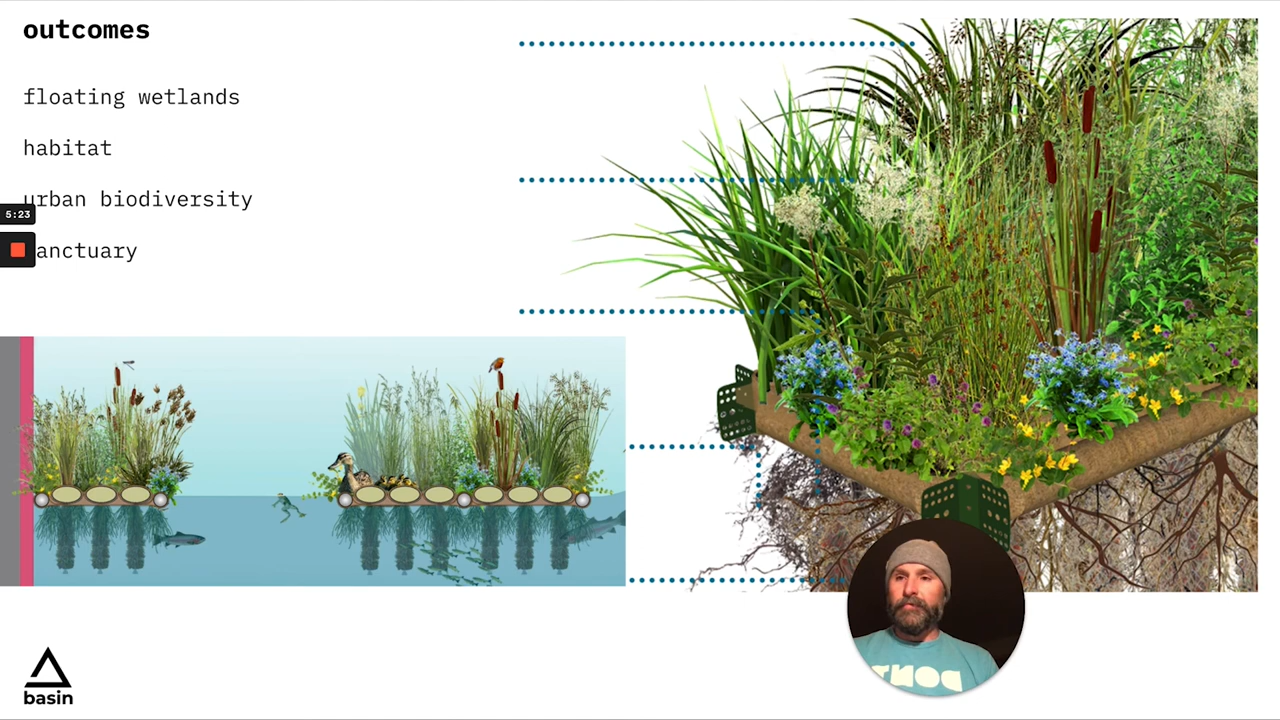 outcomes
floating wetlands
habitat
urban biodiversity
5:23
anctuary
basin